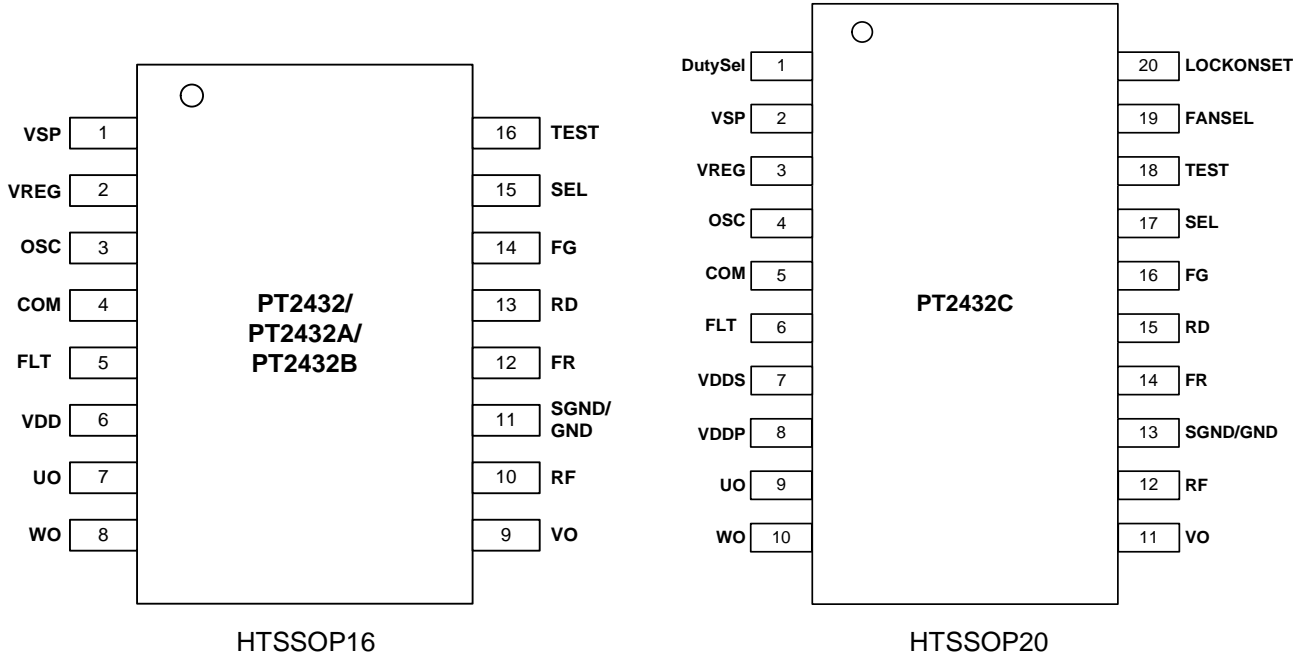 VSP 1
VREG 2
OSC 3
COM 4
FLT 5
VDD 6
UO 7
WO 8
PT2432/
PT2432A/
PT2432B
16 TEST
15 SEL
14 FG
13 RD
12 FR
11 SGND/
GND
10 RF
9 VO
HTSSOP16
DutySel 1
VSP 2
VREG 3
OSC 4
COM 5
FLT 6
VDDS 7
VDDP 8
UO 9
WO 10
PT2432C
20 LOCKONSET
19 FANSEL
18 TEST
17 SEL
16 FG
15 RD
14 FR
13 SGND/GND
12 RF
11 VO
HTSSOP20